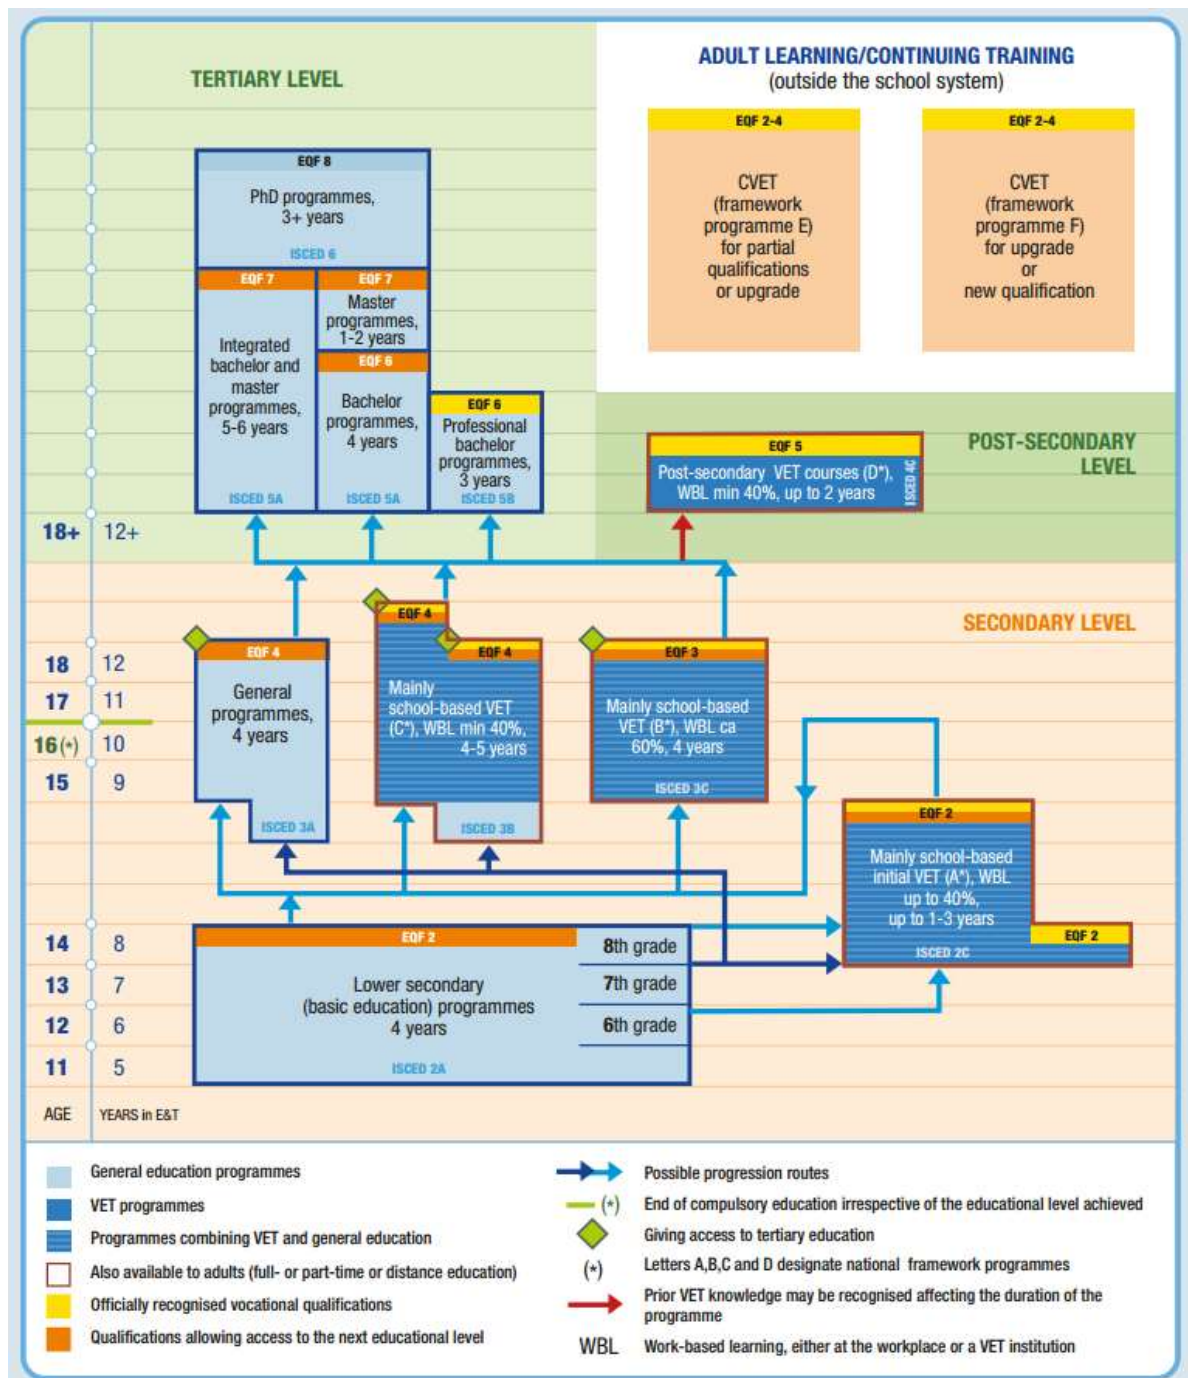 TERTIARY LEVEL
ADULT LEARNING/CONTINUING TRAINING
(outside the school system)
EQF 2-4
CVET
(framework
programme E)
for partial
qualifications
or upgrade
EQF 2-4
CVET
(framework
programme F)
for upgrade
or
new qualification
EQF 8
PhD programmes,
3+ years
ISCED 6
EQF 7
Integrated
bachelor and
master
programmes,
5-6 years
ISCED 5A
EQF 7
Master
programmes,
1-2 years
EQF 6
Bachelor
programmes,
4 years
ISCED 5A
EQF 6
Professional
bachelor
programmes,
3 years
ISCED 5B
POST-SECONDARY
LEVEL
EQF 5
Post-secondary VET courses (D*),
WBL min 40%, up to 2 years
ISCED 4C
18+ 12+
SECONDARY LEVEL
EQF 4
General
programmes,
4 years
ISCED 3A
EQF 4
EQF 4
Mainly
school-based VET
(C*), WBL min 40%,
4-5 years
ISCED 3B
EQF 3
Mainly school-based
VET (B*), WBL ca
60%, 4 years
ISCED 3C
EQF 2
Mainly school-based
initial VET (A*), WBL
up to 40%,
up to 1-3 years
ISCED 2C
EQF 2
18 12
17 11
16 (*) 10
15 9
14 8
13 7
12 6
11 5
AGE YEARS in E&T
EQF 2
Lower secondary
(basic education) programmes
4 years
ISCED 2A
8th grade
7th grade
6th grade
General education programmes
VET programmes
Programmes combining VET and general education
Also available to adults (full- or part-time or distance education)
Officially recognised vocational qualifications
Qualifications allowing access to the next educational level
Possible progression routes
(*) End of compulsory education irrespective of the educational level achieved
Giving access to tertiary education
(*) Letters A,B,C and D designate national framework programmes
Prior VET knowledge may be recognised affecting the duration of the
programme
WBL Work-based learning, either at the workplace or a VET institution